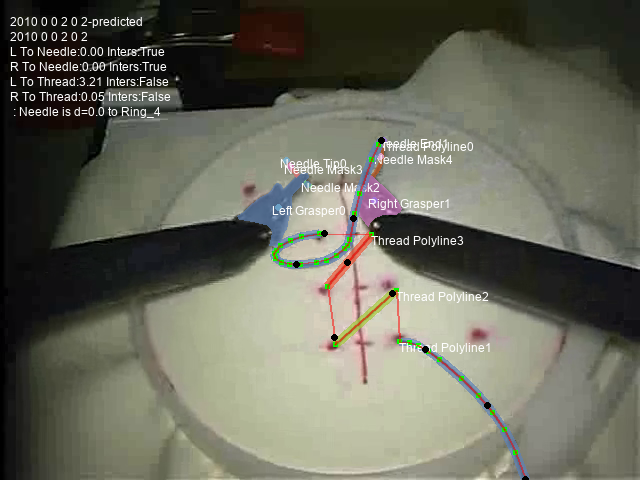 2010 0 0 2 0 2-predicted
2010 0 0 2 0 2
L To Needle:0.00 Inters:True
R To Needle:0.00 Inters:True
L To Thread:3.21 Inters:False
R To Thread:0.05 Inters:False
: Needle is d=0.0 to Ring_4
Needle End1
Thread Polyline0
Needle Mask4
Needle Tip0
Needle Mask3
Needle Mask2
Left Grasper0
Right Grasper1
Thread Polyline3
Thread Polyline2
Thread Polyline1